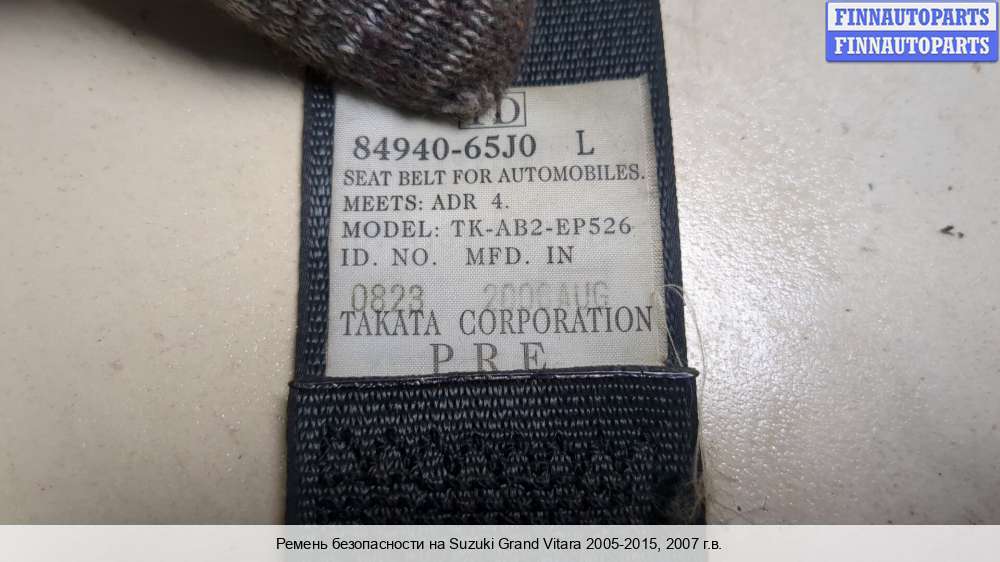 FINNAUTOPARTS
FINNAUTOPARTS
84940-65J0 L
SEAT BELT FOR AUTOMOBILES.
MEETS: ADR 4.
MODEL: TK-AB2-EP526
ID. NO. MFD. IN
0823
TAKATA CORPORATION
PRE
Ремень безопасности на Suzuki Grand Vitara 2005-2015, 2007 г.в.